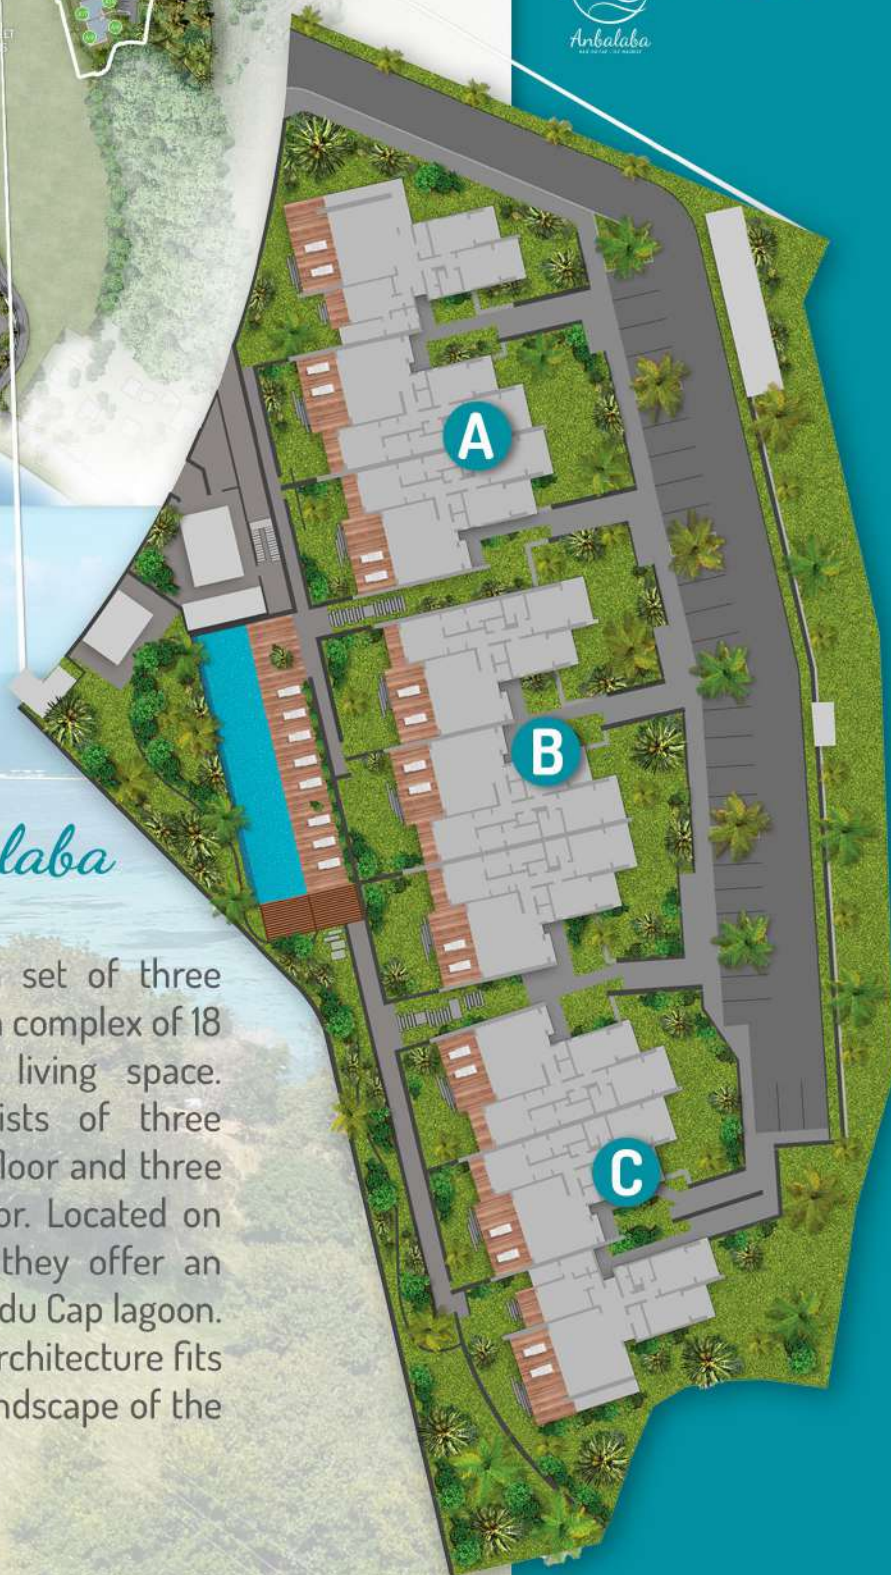 Anbalaba
A
B
C
laba
set of three
complex of 18
living space.
ists of three
loor and three
or. Located on
they offer an
du Cap lagoon.
rchitecture fits
ndscape of the